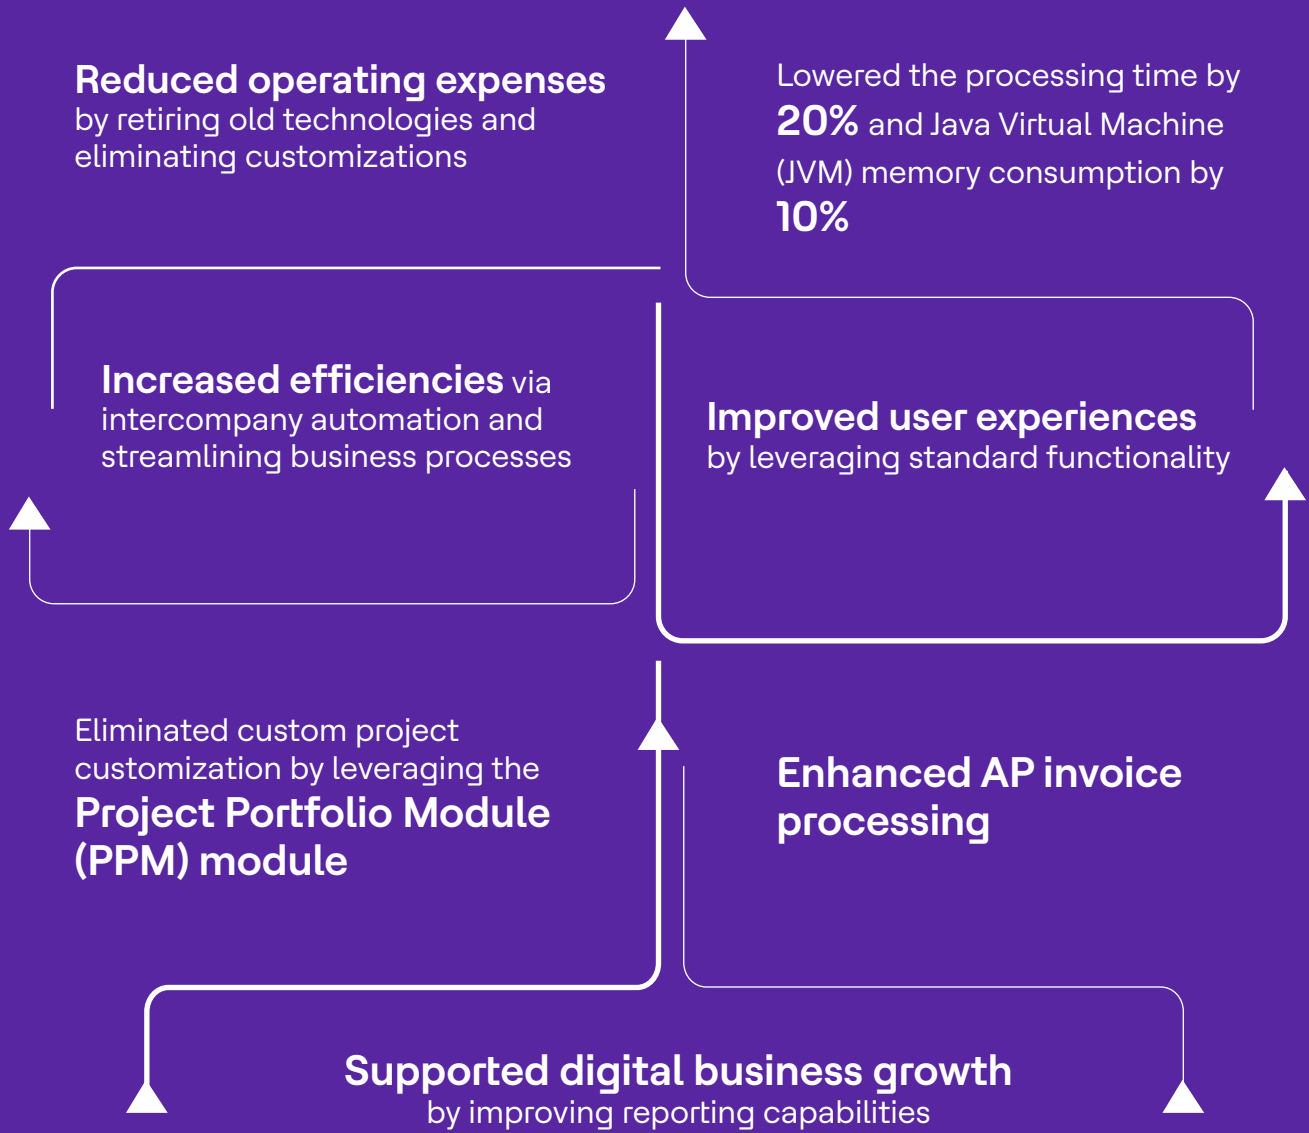 Reduced operating expenses
by retiring old technologies and
eliminating customizations
Lowered the processing time by
20% and Java Virtual Machine
(JVM) memory consumption by
10%
Increased efficiencies via
intercompany automation and
streamlining business processes
Improved user experiences
by leveraging standard functionality
Eliminated custom project
customization by leveraging the
Project Portfolio Module
(PPM) module
Enhanced AP invoice
processing
Supported digital business growth
by improving reporting capabilities